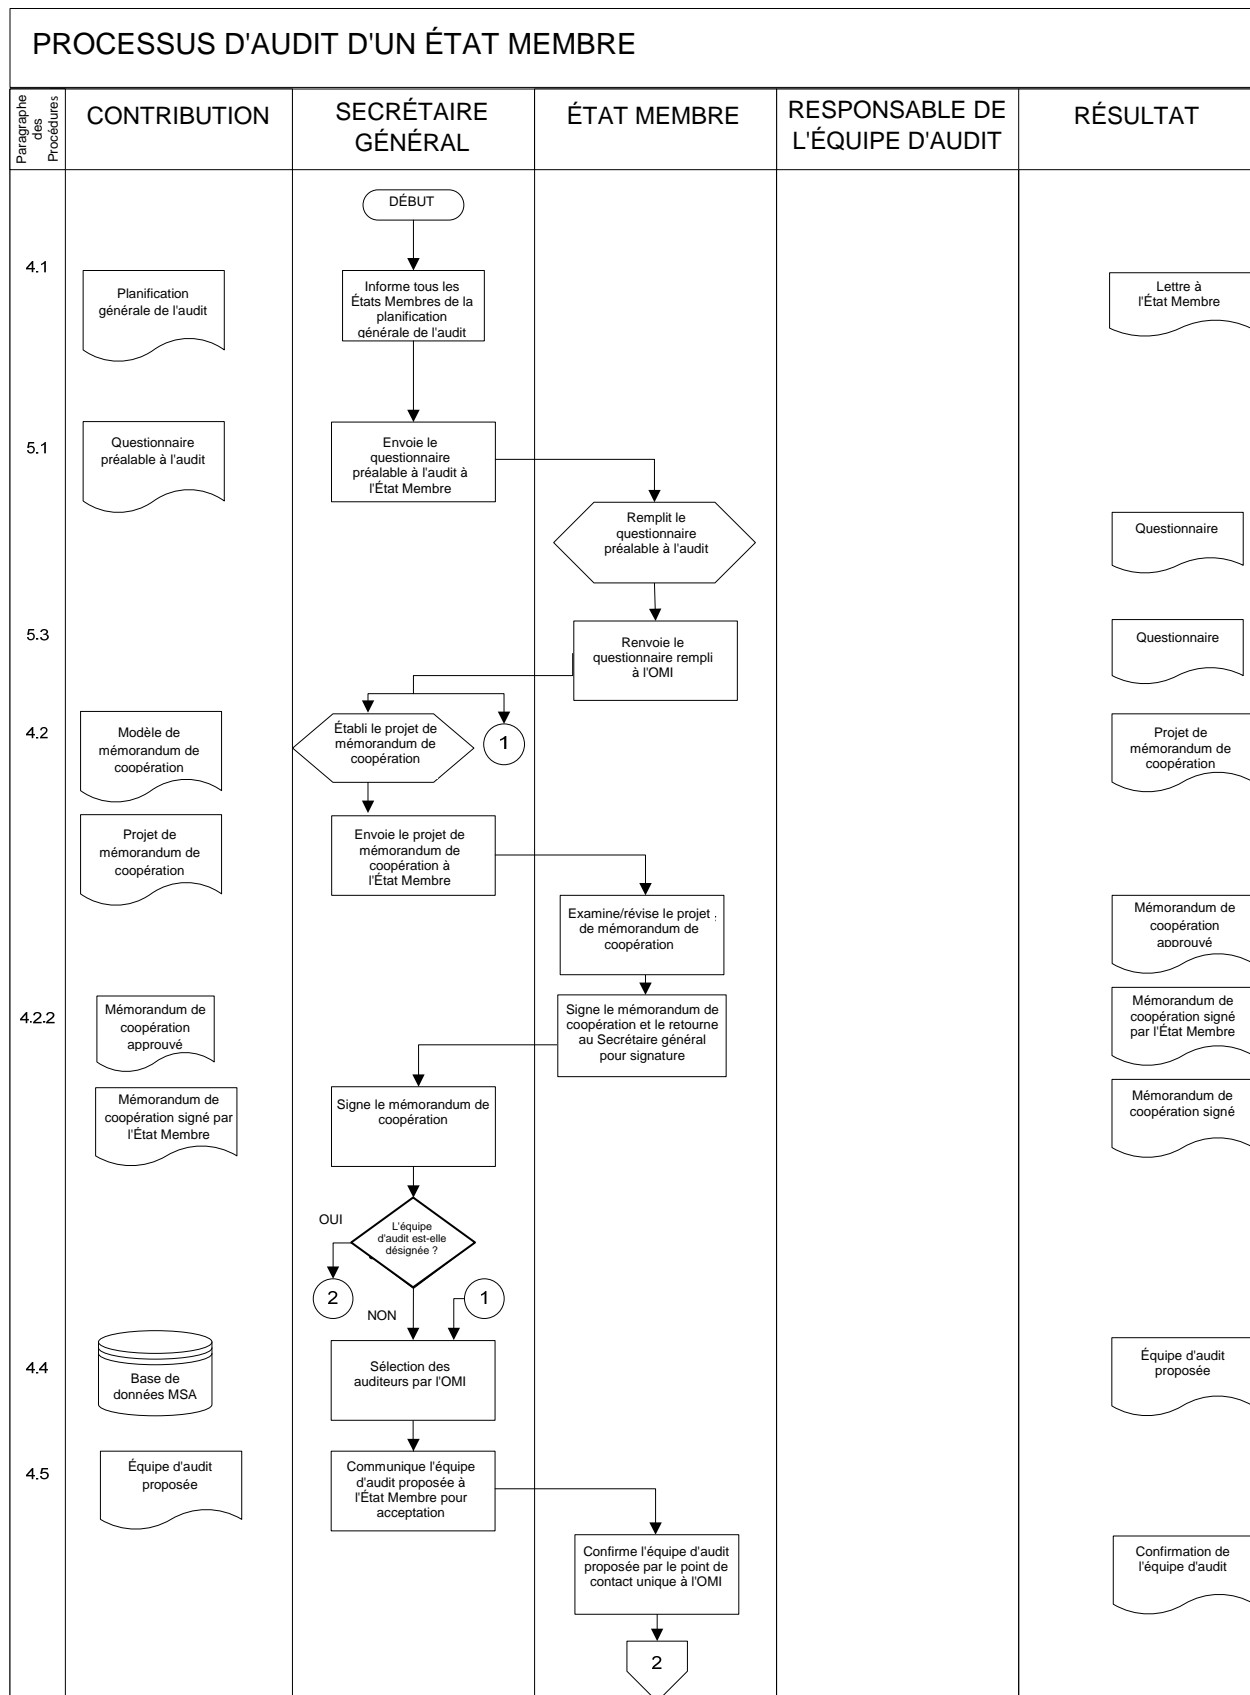 PROCESSUS D'AUDIT D'UN ÉTAT MEMBRE
Paragraphe
des
Procédures
CONTRIBUTION
SECRÉTAIRE
GÉNÉRAL
ÉTAT MEMBRE
RESPONSABLE DE
L'ÉQUIPE D'AUDIT
RÉSULTAT
DÉBUT
4.1
Planification
générale de l'audit
Informe tous les
États Membres de la
planification
générale de l'audit
Lettre à
l'État Membre
5.1
Questionnaire
préalable à l'audit
Envoie le
questionnaire
préalable à l'audit à
l'État Membre
Remplit le
questionnaire
préalable à l'audit
Questionnaire
5.3
Renvoie le
questionnaire rempli
à l'OMI
Questionnaire
4.2
Modèle de
mémorandum de
coopération
Établi le projet de
mémorandum de
coopération
1
Projet de
mémorandum de
coopération
Projet de
mémorandum de
coopération
Envoie le projet de
mémorandum de
coopération à
l'État Membre
Examine/révise le projet
de mémorandum de
coopération
Mémorandum de
coopération
approuvé
4.2.2
Mémorandum de
coopération
approuvé
Signe le mémorandum de
coopération et le retourne
au Secrétaire général
pour signature
Mémorandum de
coopération signé
par l'État Membre
Mémorandum de
coopération signé par
l'État Membre
Signe le mémorandum de
coopération
Mémorandum de
coopération signé
OUI
L'équipe
d'audit est-elle
désignée ?
2
NON
1
4.4
Base de
données MSA
Sélection des
auditeurs par l'OMI
Équipe d'audit
proposée
4.5
Équipe d'audit
proposée
Communique l'équipe
d'audit proposée à
l'État Membre pour
acceptation
Confirme l'équipe d'audit
proposée par le point de
contact unique à l'OMI
Confirmation de
l'équipe d'audit
2